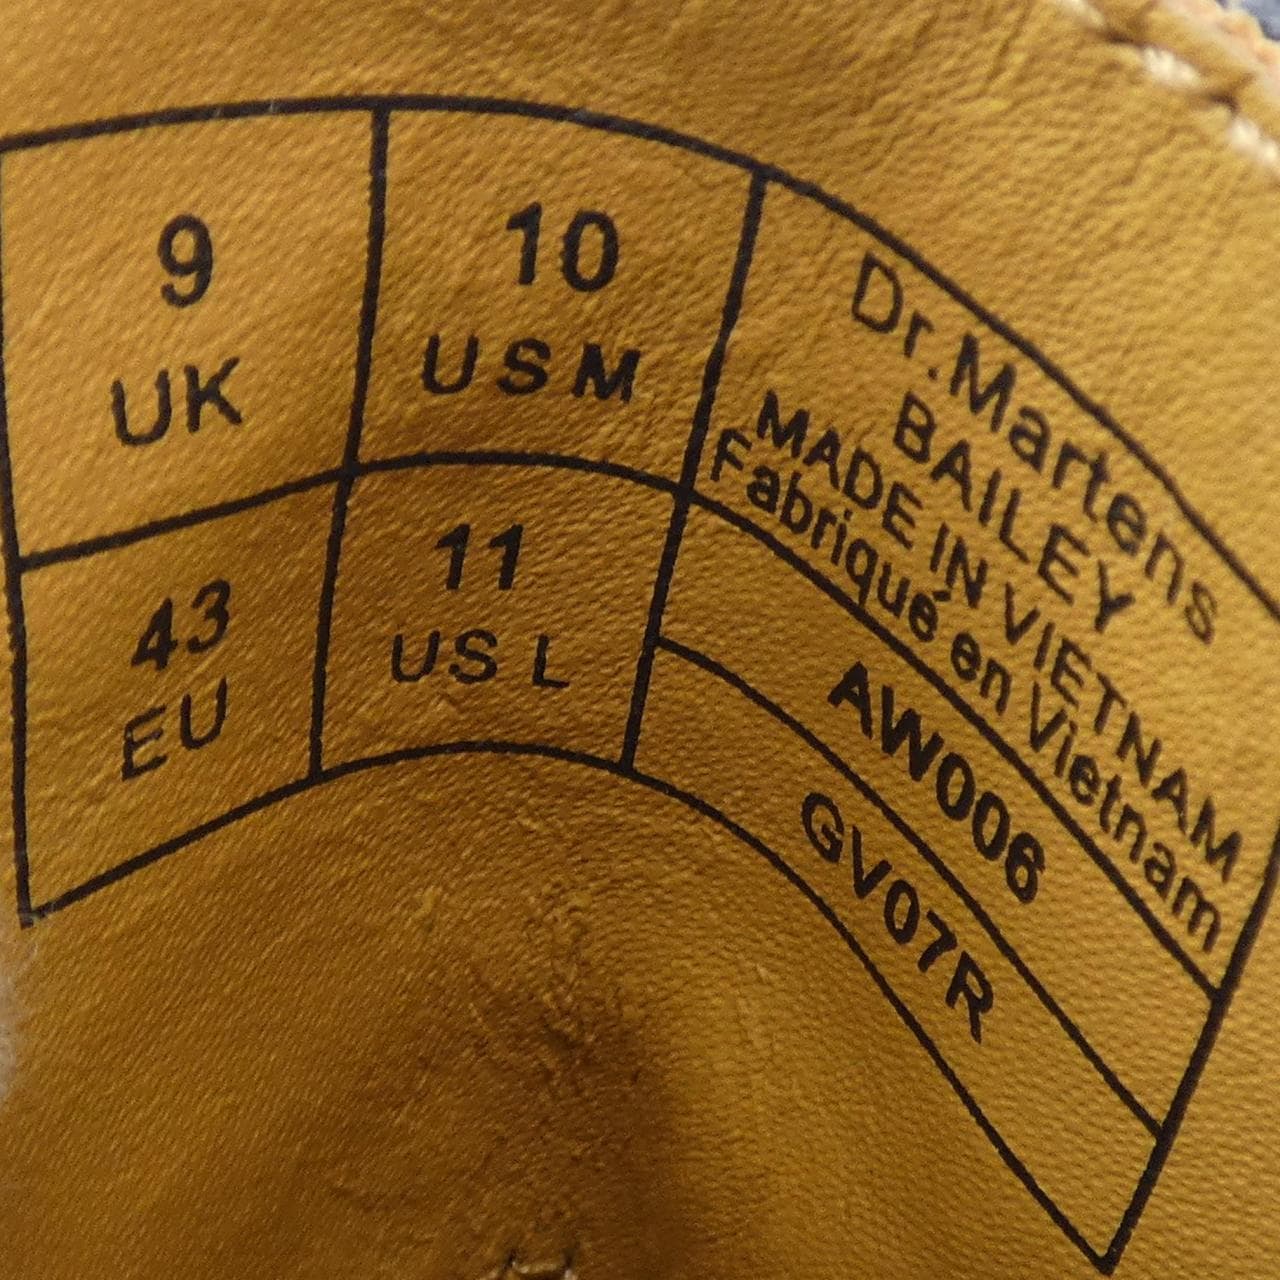 9
UK
10
USM
43
EU
11
US L
Dr.Martens
BAILEY
MADE IN VIETNAM
Fabriqué en Vietnam
AW006
GV07R